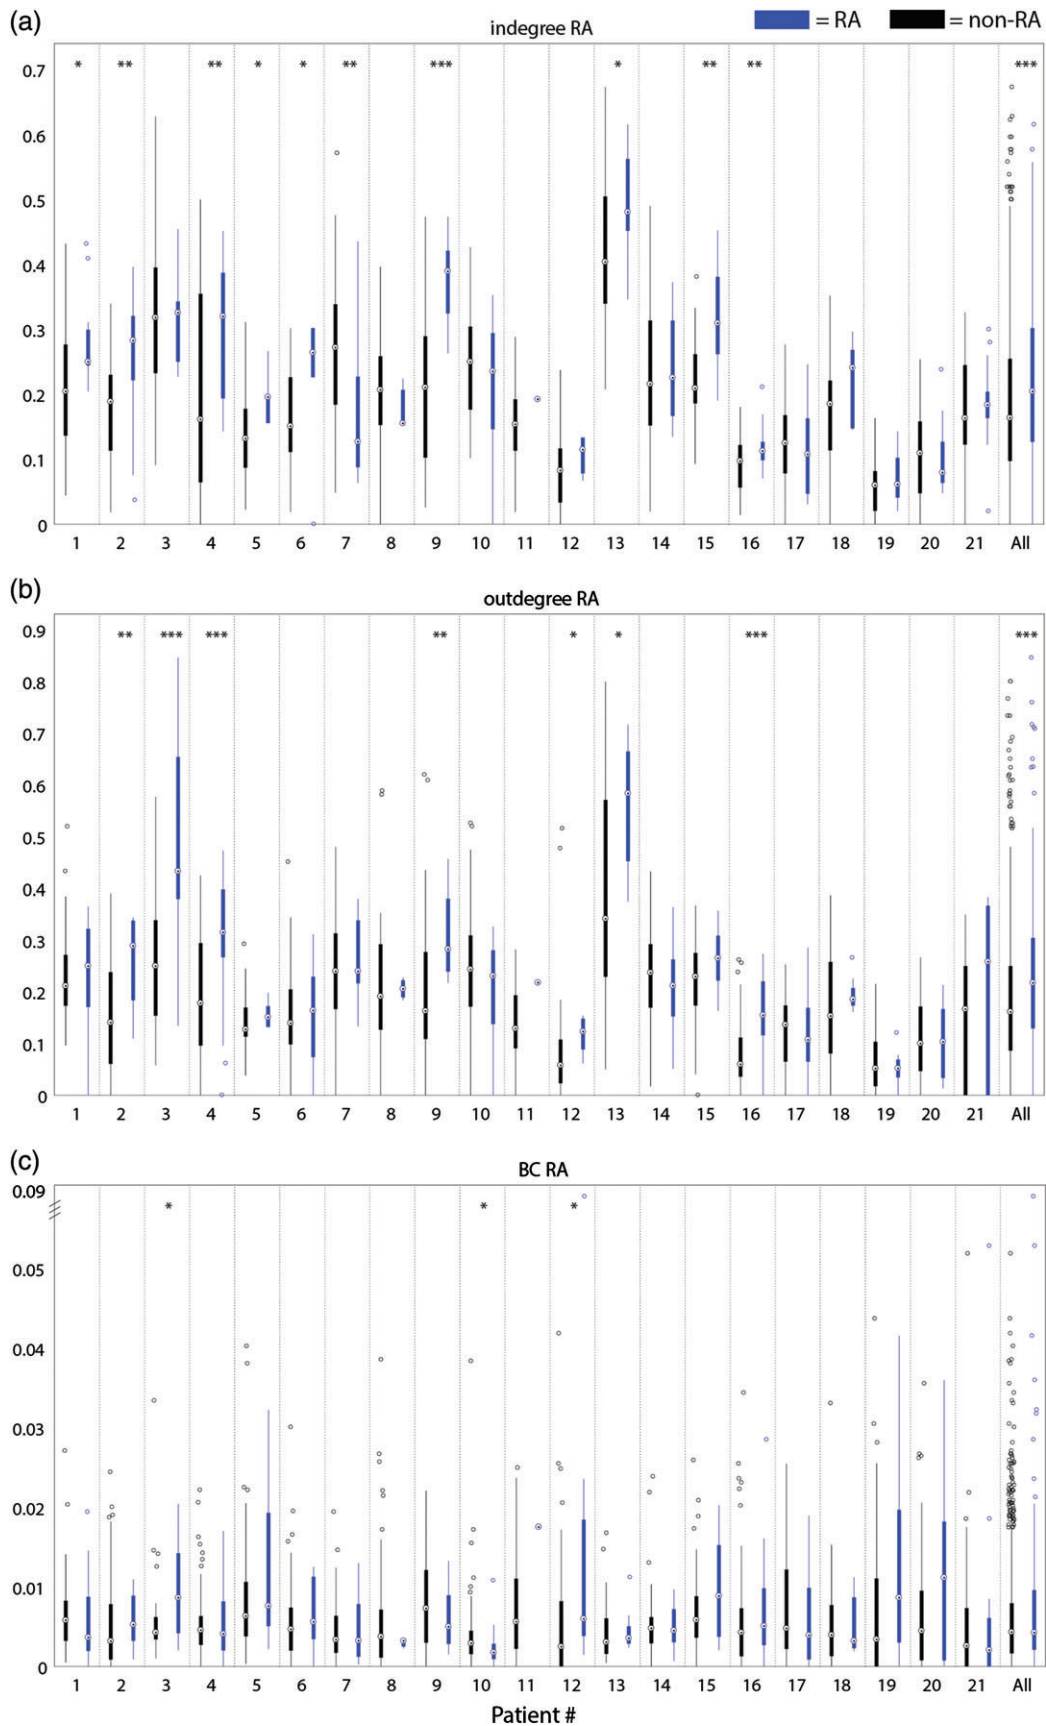 (a) indegree RA = RA = non-RA
0.7
* ** ** * * ** *** * ** ** ***
0.6
0.5
0.4
0.3
0.2
0.1
0
1 2 3 4 5 6 7 8 9 10 11 12 13 14 15 16 17 18 19 20 21 All
(b) outdegree RA
0.9
** *** *** ** * * *** ***
0.8
0.7
0.6
0.5
0.4
0.3
0.2
0.1
0
1 2 3 4 5 6 7 8 9 10 11 12 13 14 15 16 17 18 19 20 21 All
(c) BC RA
0.09
* * *
0.05
0.04
0.03
0.02
0.01
0
1 2 3 4 5 6 7 8 9 10 11 12 13 14 15 16 17 18 19 20 21 All
Patient #